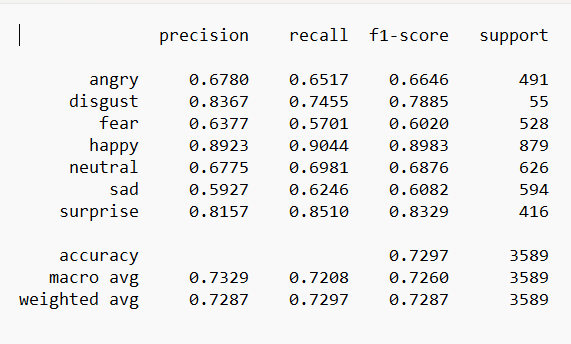 precision recall f1-score support
angry 0.6780 0.6517 0.6646 491
disgust 0.8367 0.7455 0.7885 55
fear 0.6377 0.5701 0.6020 528
happy 0.8923 0.9044 0.8983 879
neutral 0.6775 0.6981 0.6876 626
sad 0.5927 0.6246 0.6082 594
surprise 0.8157 0.8510 0.8329 416
accuracy 0.7297 3589
macro avg 0.7329 0.7208 0.7260 3589
weighted avg 0.7287 0.7297 0.7287 3589